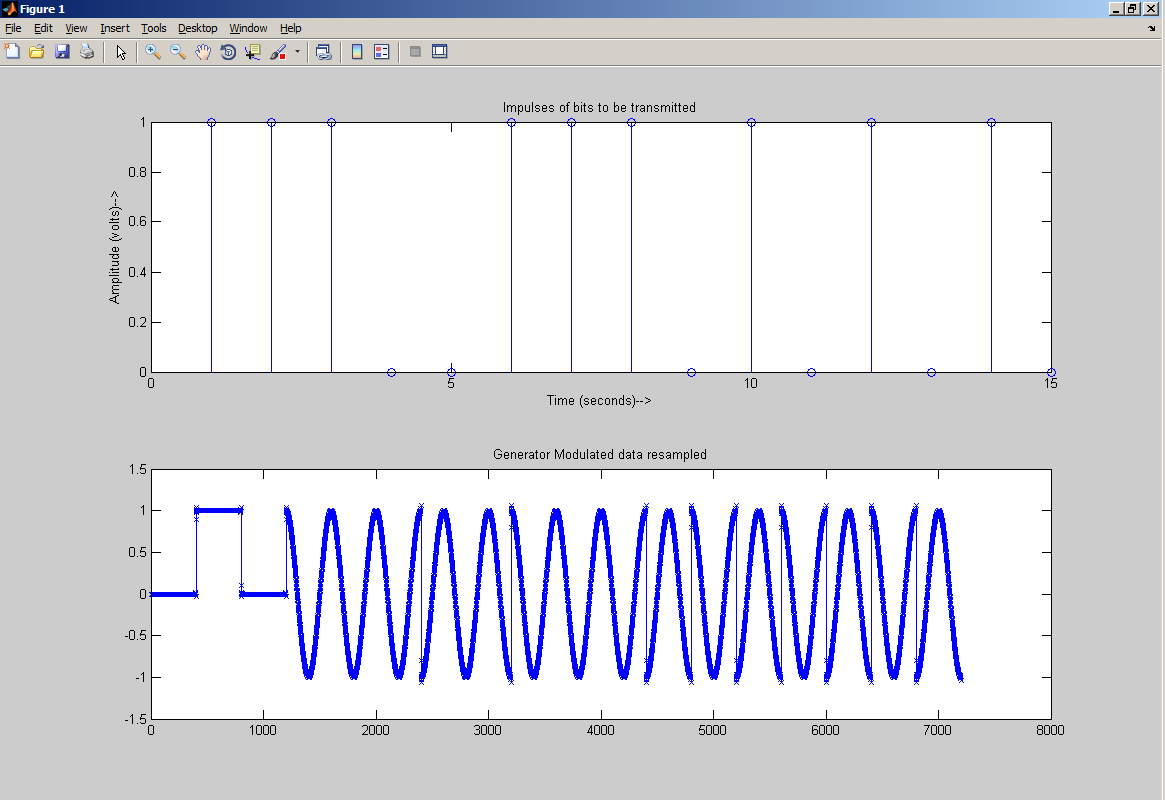 Figure 1
File Edit View Insert Tools Desktop Window Help
Impulses of bits to be transmitted
1
0.8
0.6
0.4
0.2
0
Amplitude (volts)-->
0 5 10 15
Time (seconds)-->
Generator Modulated data resampled
1.5
1
0.5
0
-0.5
-1
-1.5
0 1000 2000 3000 4000 5000 6000 7000 8000